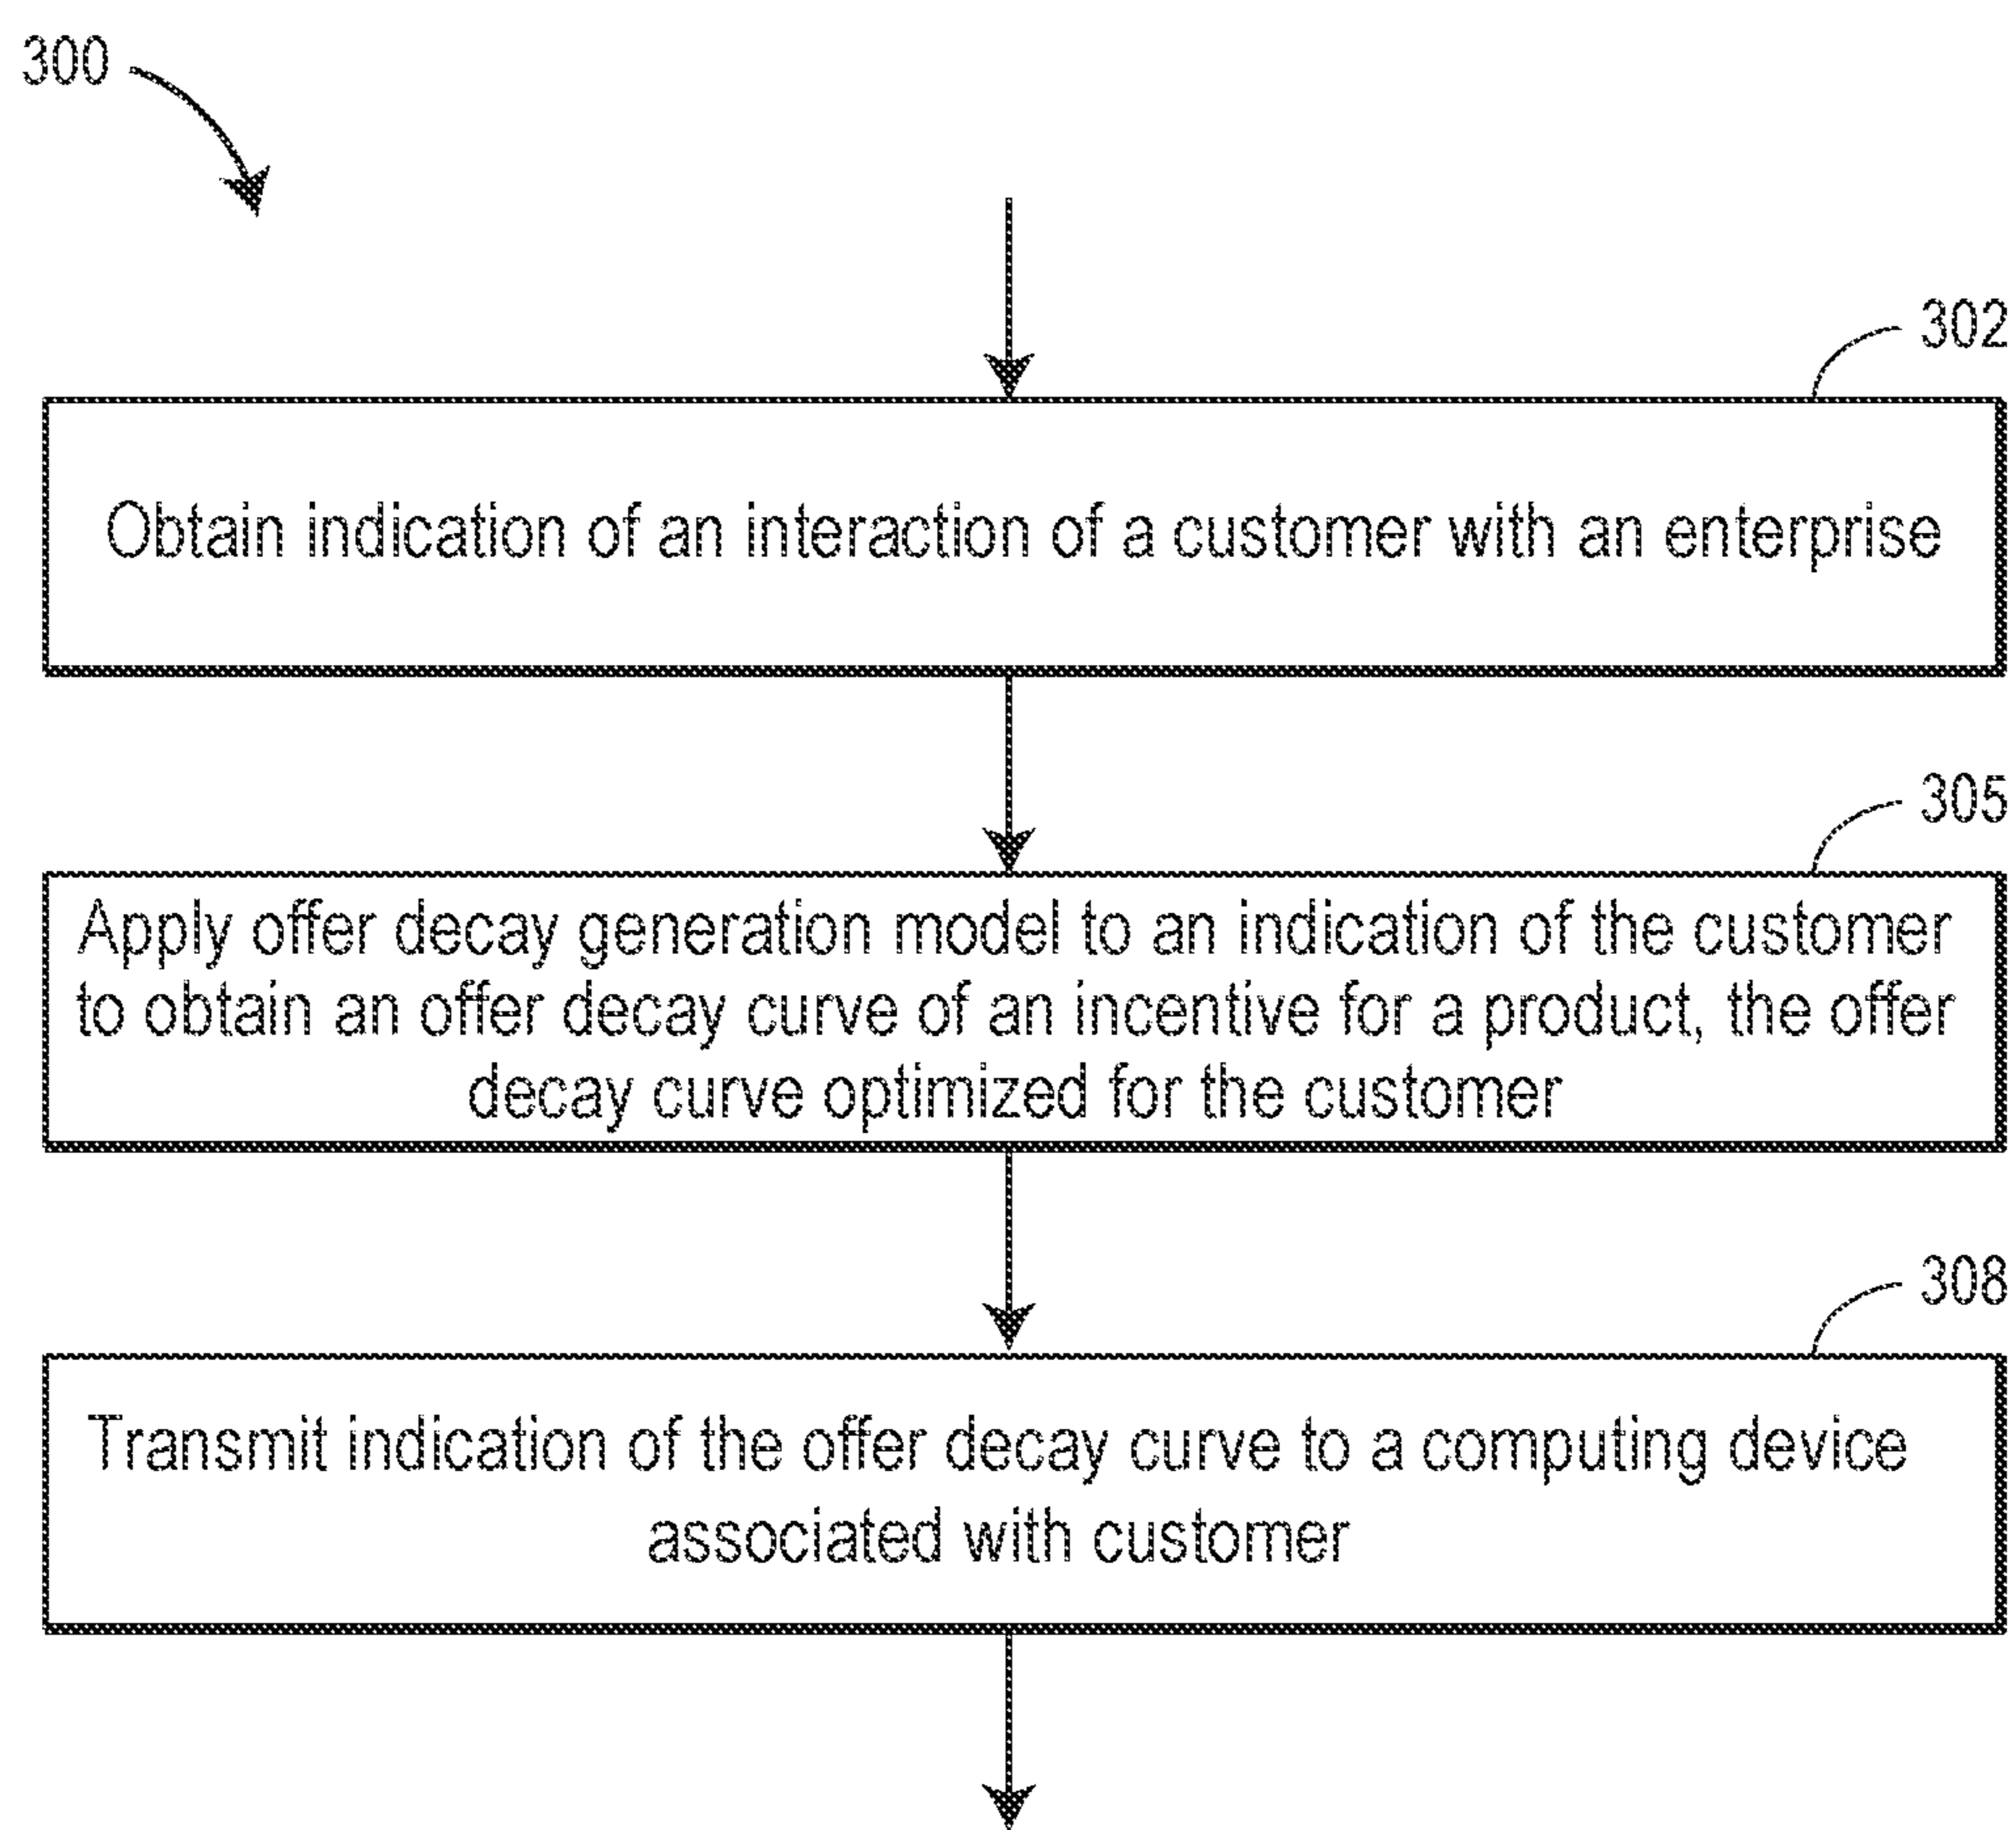 300
302
Obtain indication of an interaction of a customer with an enterprise
305
Apply offer decay generation model to an indication of the customer
to obtain an offer decay curve of an incentive for a product, the offer
decay curve optimized for the customer
308
Transmit indication of the offer decay curve to a computing device
associated with customer